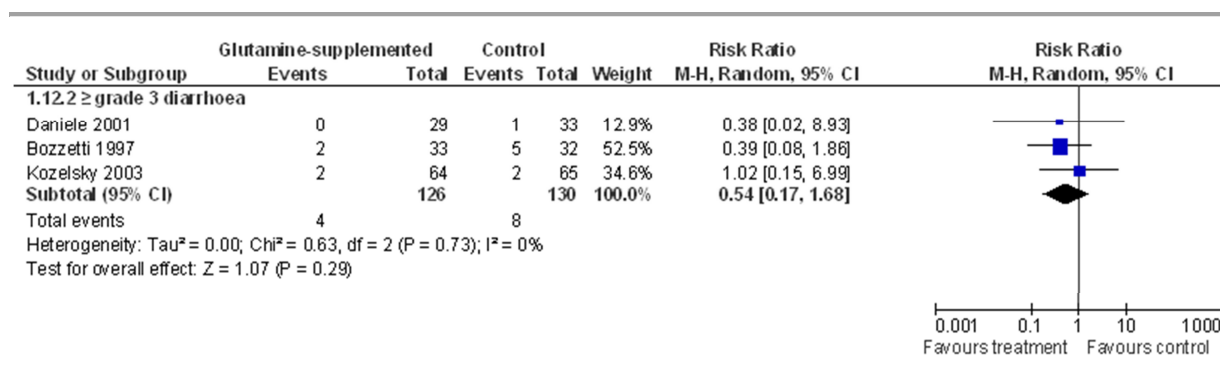 Glutamine-supplemented Control Risk Ratio Risk Ratio
Study or Subgroup Events Total Events Total Weight M-H, Random, 95% CI M-H, Random, 95% CI
1.12.2 ≥ grade 3 diarrhoea
Daniele 2001 0 29 1 33 12.9% 0.38 [0.02, 8.93]
Bozzetti 1997 2 33 5 32 52.5% 0.39 [0.08, 1.86]
Kozelsky 2003 2 64 2 65 34.6% 1.02 [0.15, 6.99]
Subtotal (95% CI) 126 130 100.0% 0.54 [0.17, 1.68]
Total events 4 8
Heterogeneity: Tau² = 0.00; Chi² = 0.63, df = 2 (P = 0.73); I² = 0%
Test for overall effect: Z = 1.07 (P = 0.29)
0.001 0.1 1 10 1000
Favours treatment Favours control